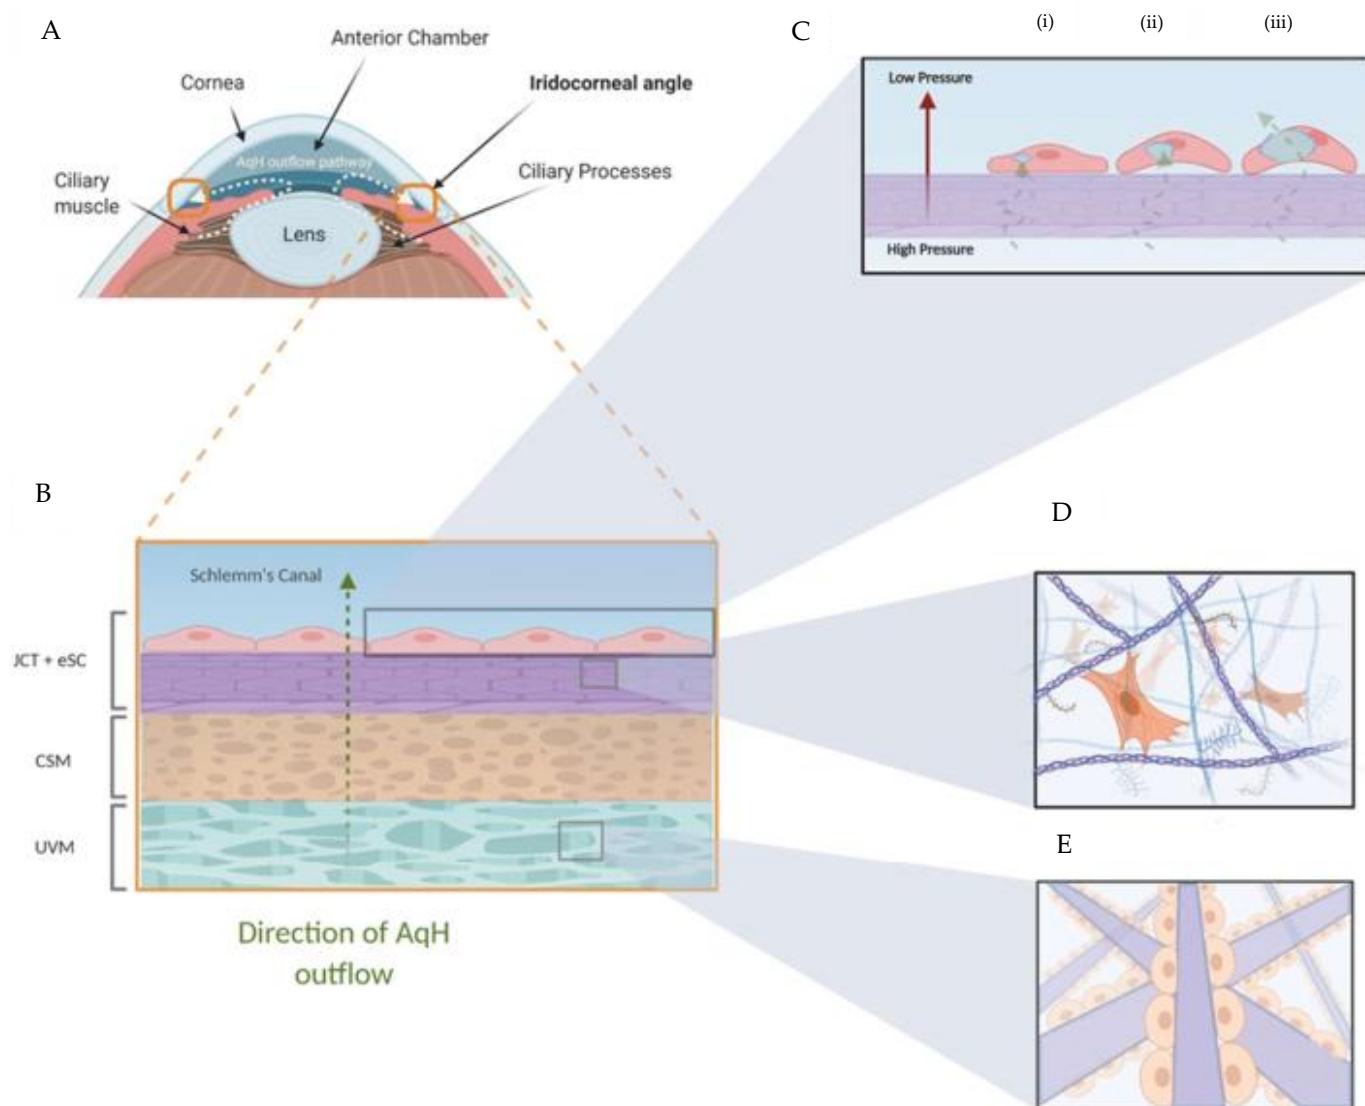 A
Anterior Chamber
Cornea
Iridocorneal angle
AqH outflow pathway
Ciliary Processes
Ciliary
muscle
Lens
C
(i)
(ii)
(iii)
Low Pressure
High Pressure
B
Schlemm's Canal
JCT + eSC
CSM
UVM
Direction of AqH
outflow
D
E